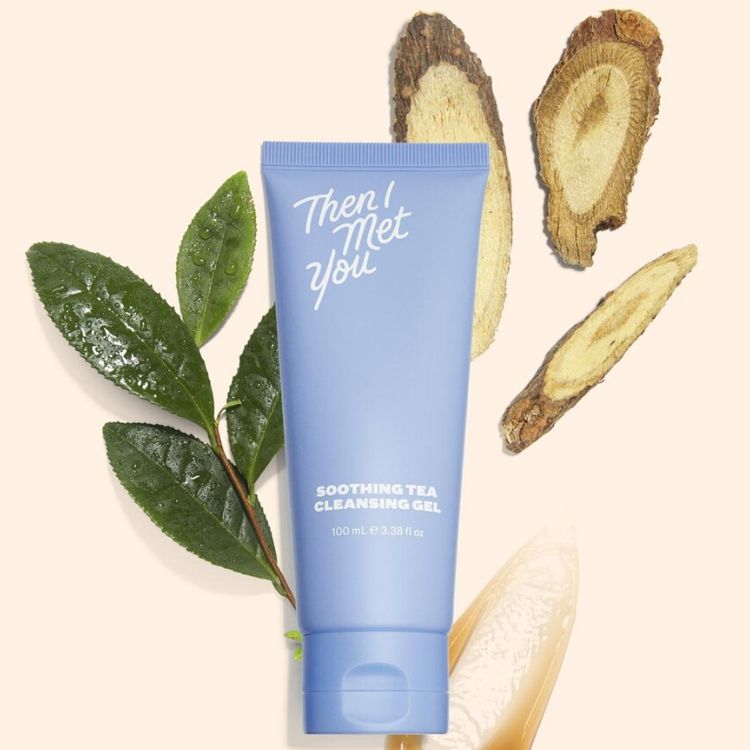 Then I
Met
You
SOOTHING TEA
CLEANSING GEL
100 mL e 3.38 fl oz